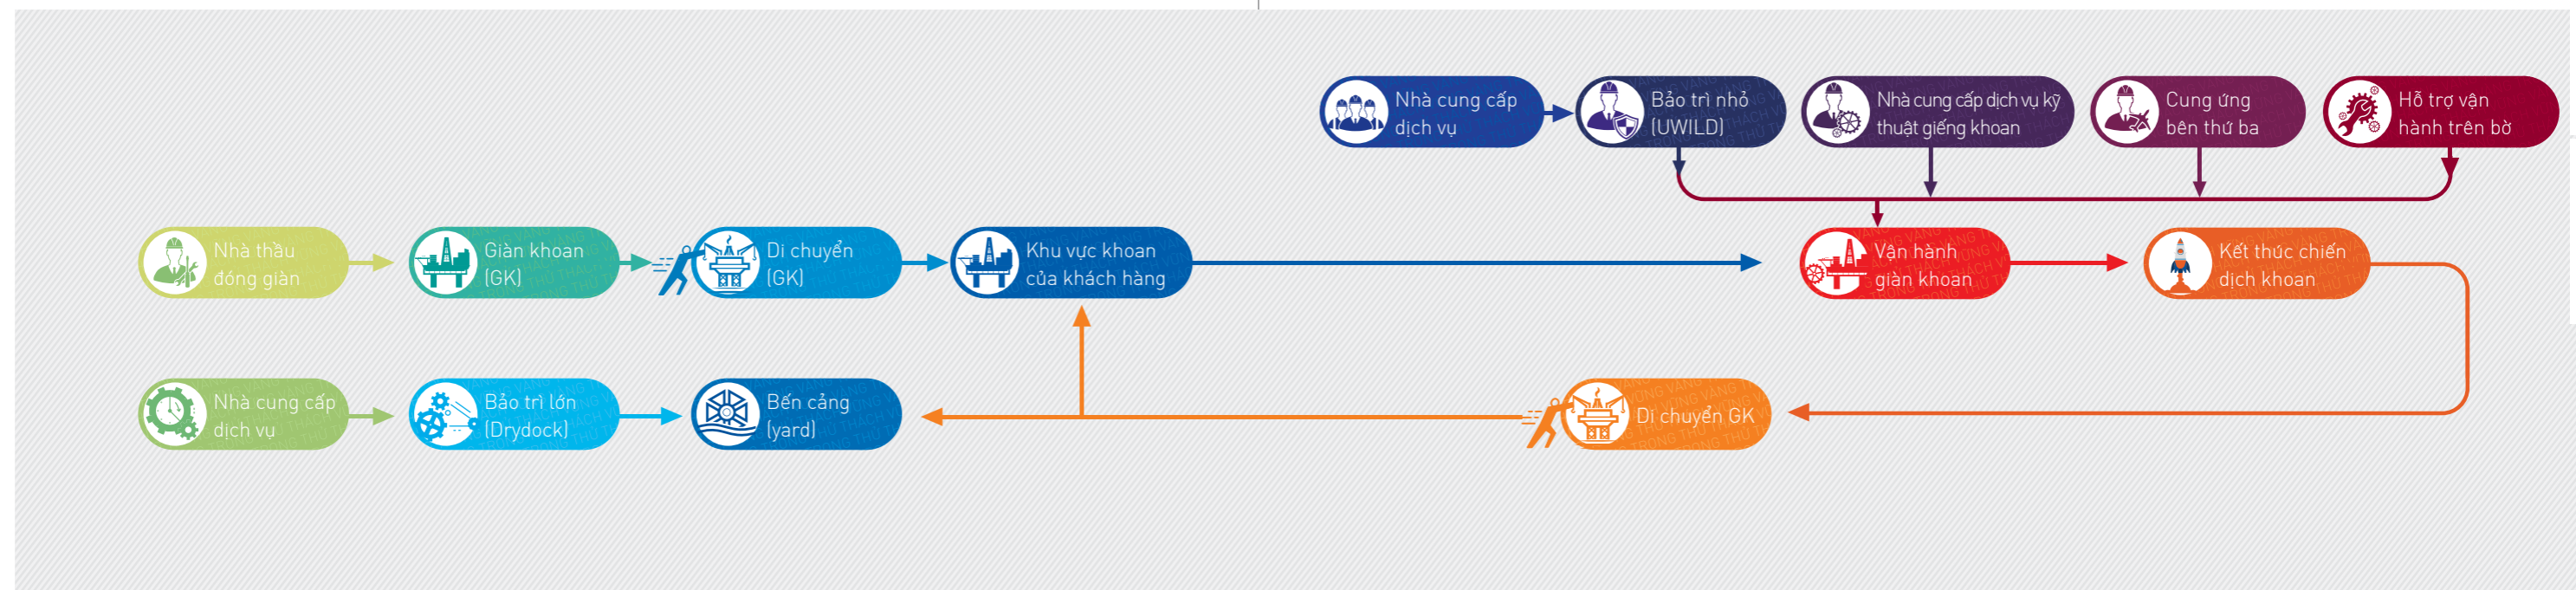 Nhà cung cấp
dịch vụ
Bảo trì nhỏ
(UWILD)
Nhà cung cấp dịch vụ kỹ
thuật giếng khoan
Cung ứng
bên thứ ba
Hỗ trợ vận
hành trên bờ
Nhà thầu
đóng giàn
Giàn khoan
(GK)
Di chuyển
(GK)
Khu vực khoan
của khách hàng
Vận hành
giàn khoan
Kết thúc chiến
dịch khoan
Nhà cung cấp
dịch vụ
Bảo trì lớn
(Drydock)
Bến cảng
(yard)
Di chuyển GK